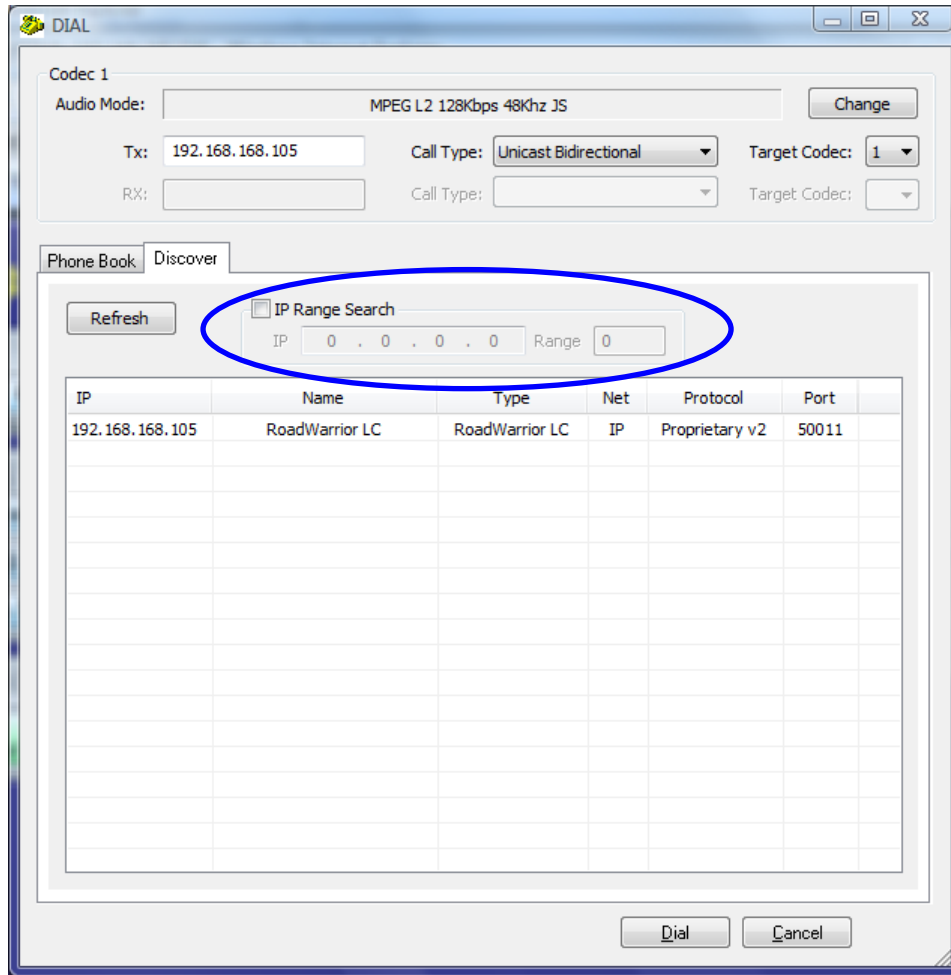 DIAL
Codec 1
Audio Mode: MPEG L2 128Kbps 48Khz JS Change
Tx: 192.168.168.105 Call Type: Unicast Bidirectional Target Codec: 1
RX: Call Type: Target Codec:
Phone Book Discover
Refresh IP Range Search
IP 0 . 0 . 0 . 0 Range 0
IP Name Type Net Protocol Port
192.168.168.105 RoadWarrior LC RoadWarrior LC IP Proprietary v2 50011
Dial Cancel